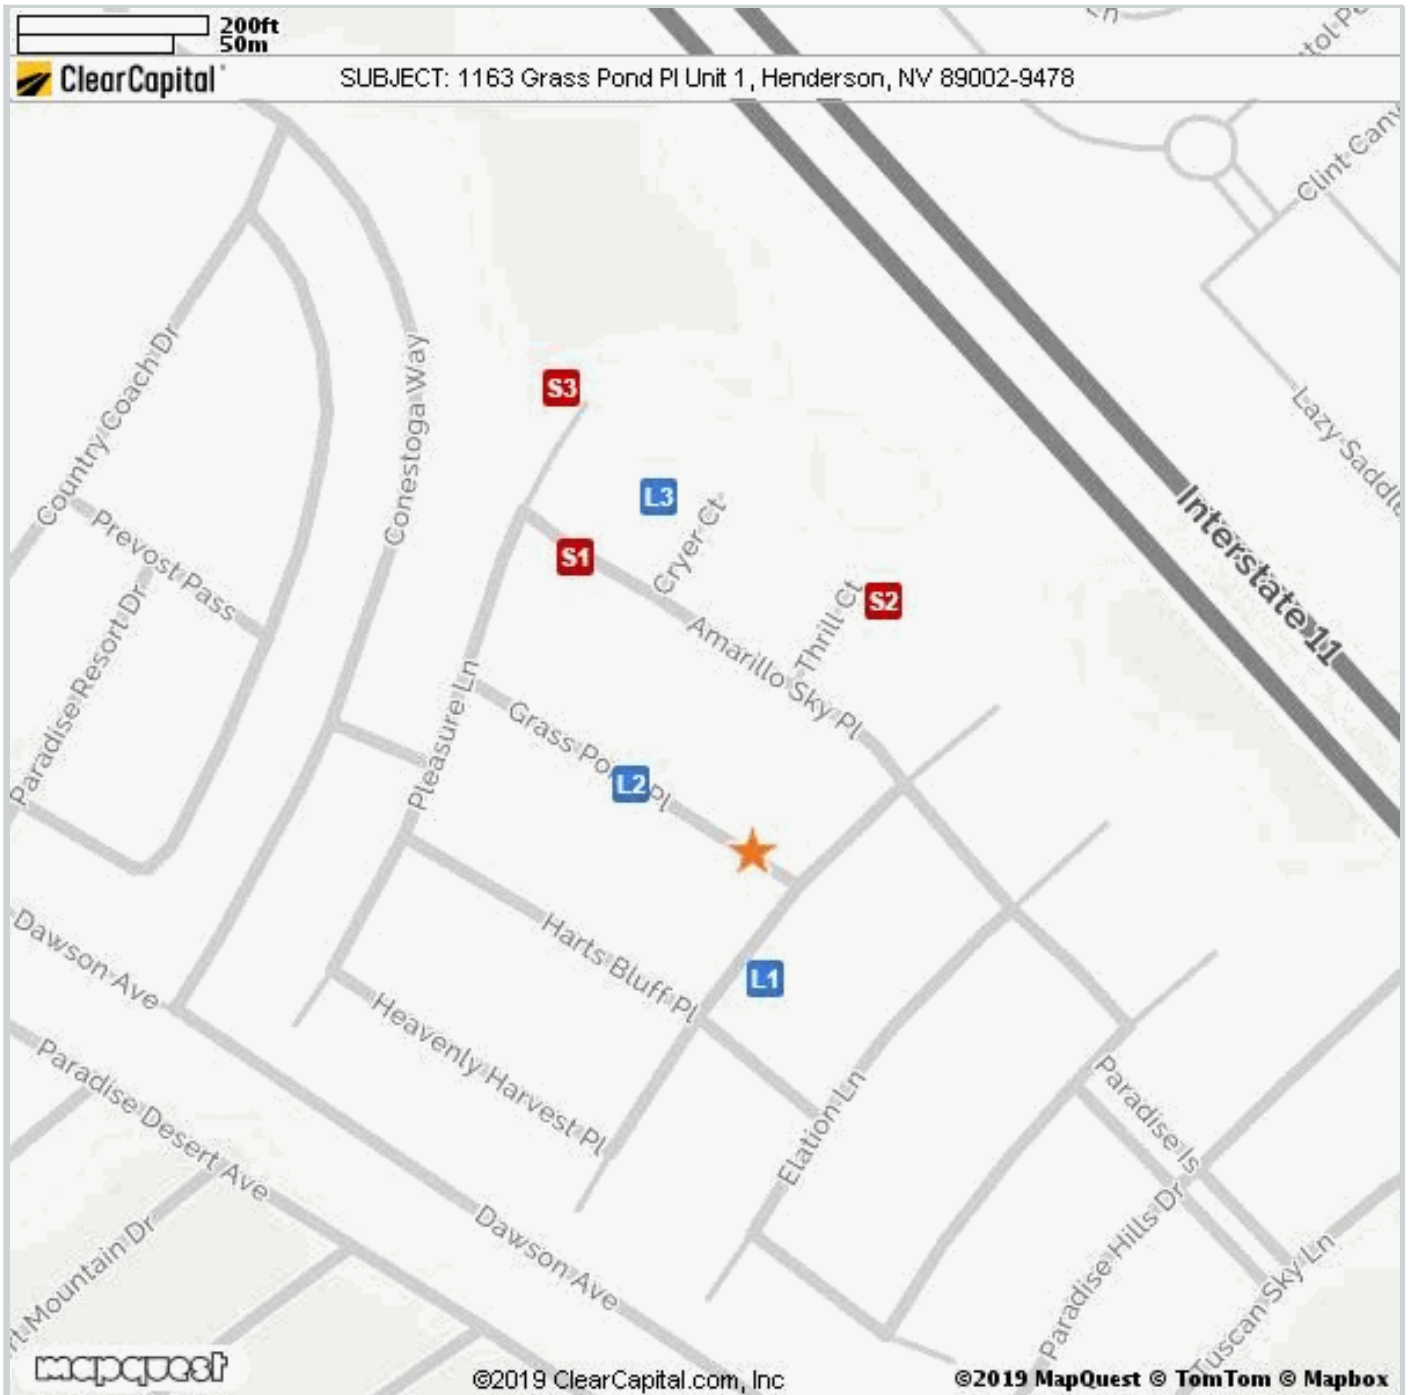 200ft
50m
ClearCapital
SUBJECT: 1163 Grass Pond Pl Unit 1, Henderson, NV 89002-9478
Ln
Clint
Country Coach Dr
Conestoga Way
S3
Lazy
L3
Cryer Ct
Interstate 11
Prevost Pass
S1
Thrill Ct
S2
Paradise Resort Dr
Amarillo Sky Pl
Pleasure Ln
Grass Po
L2
Pl
Dawson Ave
Harts Bluff Pl
L1
Heavenly Harvest Pl
Paradise Desert Ave
Elation Ln
Paradise Is
Mountain Dr
Dawson Ave
Paradise Hills Dr
Tuscan Sky Ln
mapquest
©2019 ClearCapital.com, Inc
©2019 MapQuest © TomTom © Mapbox